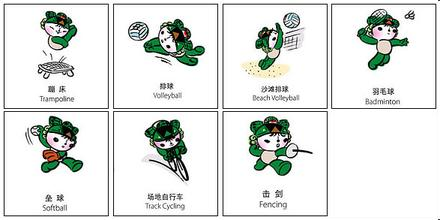 蹦 床
Trampoline
排球
Volleyball
沙滩排球
Beach Volleyball
羽毛球
Badminton
垒 球
Softball
场地自行车
Track Cycling
击 剑
Fencing